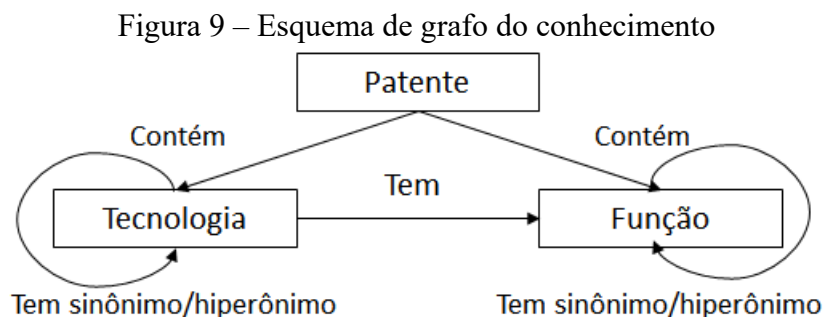 Figura 9 – Esquema de grafo do conhecimento
Patente
Contém
Contém
Tecnologia
Tem
Função
Tem sinônimo/hiperônimo
Tem sinônimo/hiperônimo